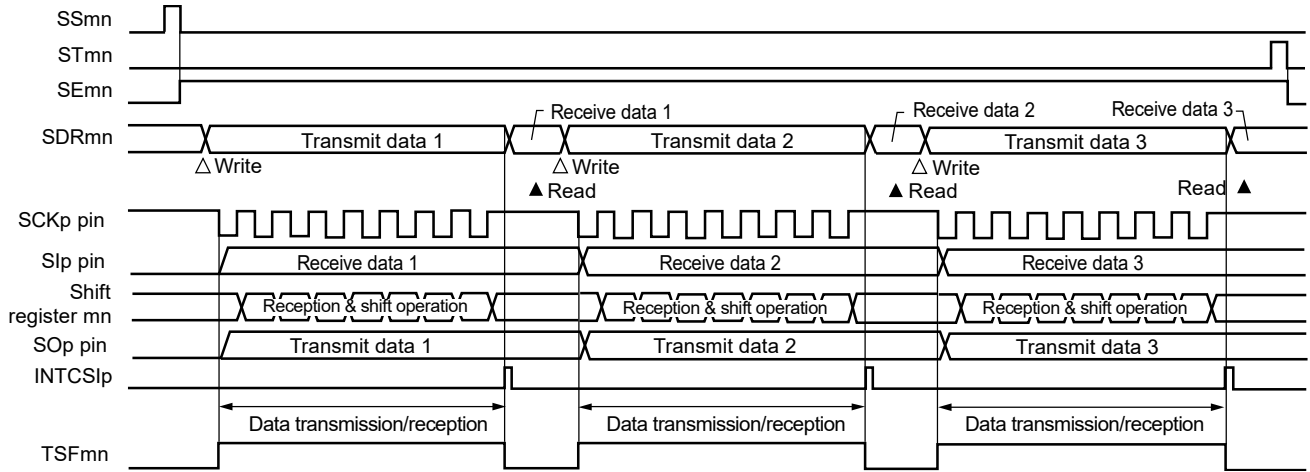 SSmn
STmn
SEmn
Receive data 1
Receive data 2
Receive data 3
SDRmn
Transmit data 1
Transmit data 2
Transmit data 3
△ Write
△ Write
△ Write
▲ Read
▲ Read
Read ▲
SCKp pin
SIp pin
Receive data 1
Receive data 2
Receive data 3
Shift
register mn
Reception & shift operation
Reception & shift operation
Reception & shift operation
SOp pin
Transmit data 1
Transmit data 2
Transmit data 3
INTCSIp
Data transmission/reception
Data transmission/reception
Data transmission/reception
TSFmn